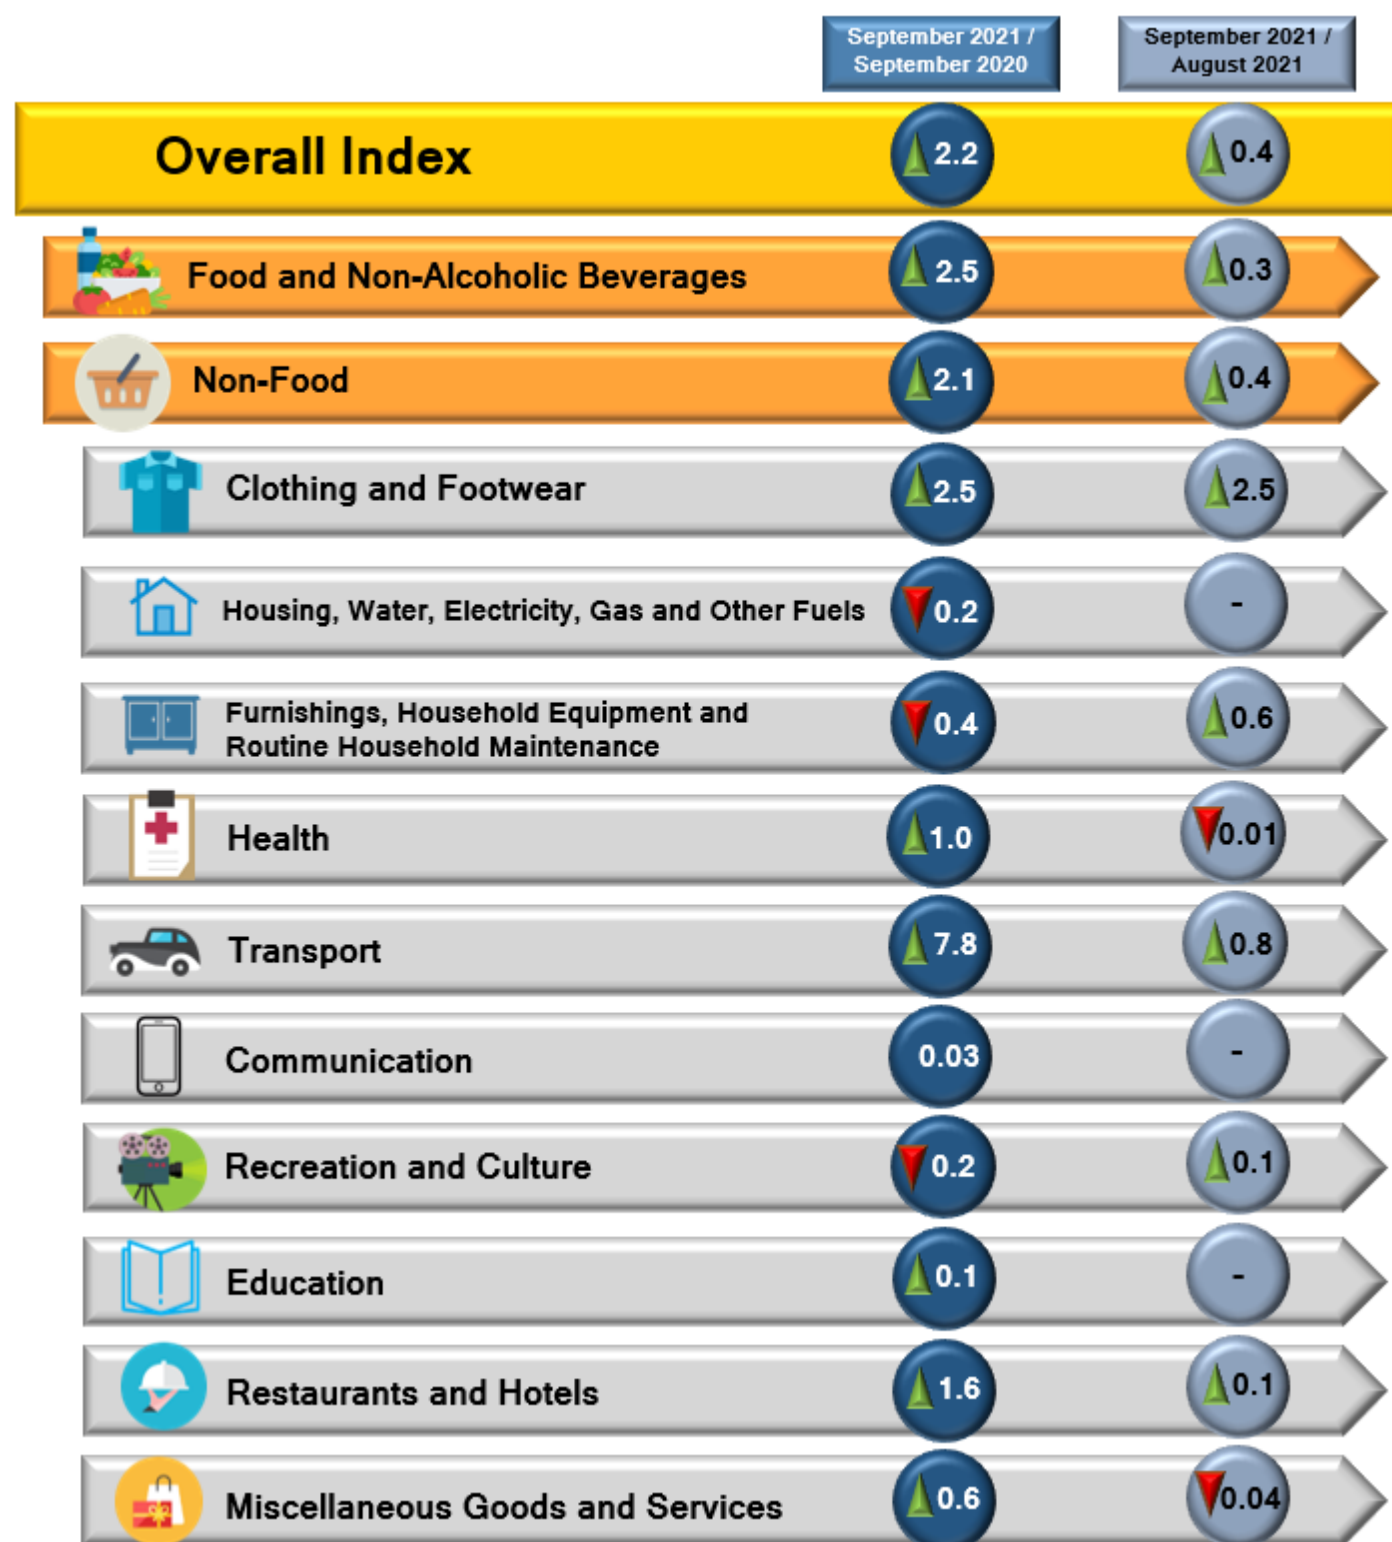 September 2021 /
September 2020
September 2021 /
August 2021
Overall Index 2.2 0.4
Food and Non-Alcoholic Beverages 2.5 0.3
Non-Food 2.1 0.4
Clothing and Footwear 2.5 2.5
Housing, Water, Electricity, Gas and Other Fuels 0.2 -
Furnishings, Household Equipment and
Routine Household Maintenance 0.4 0.6
Health 1.0 0.01
Transport 7.8 0.8
Communication 0.03 -
Recreation and Culture 0.2 0.1
Education 0.1 -
Restaurants and Hotels 1.6 0.1
Miscellaneous Goods and Services 0.6 0.04